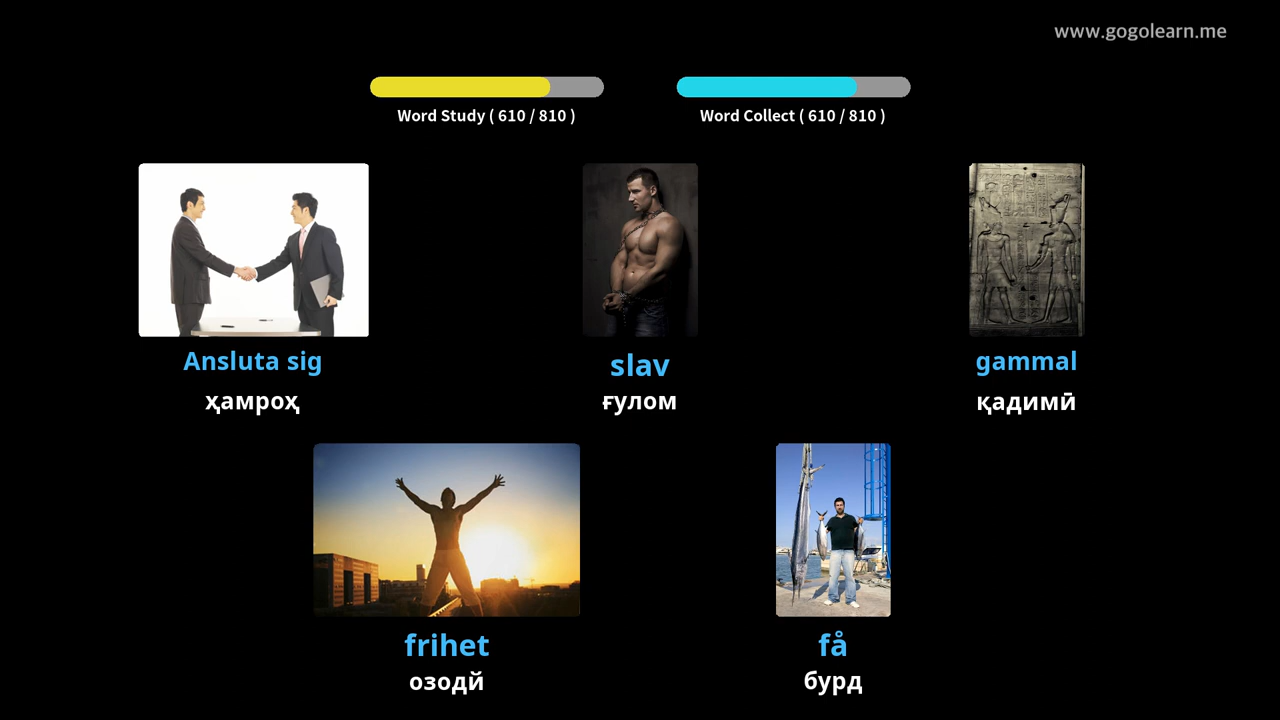 www.gogolearn.me
Word Study ( 610 / 810 )
Word Collect ( 610 / 810 )
Ansluta sig
ҳамроҳ
slav
ғулом
gammal
қадимӣ
frihet
озодй
få
бурд